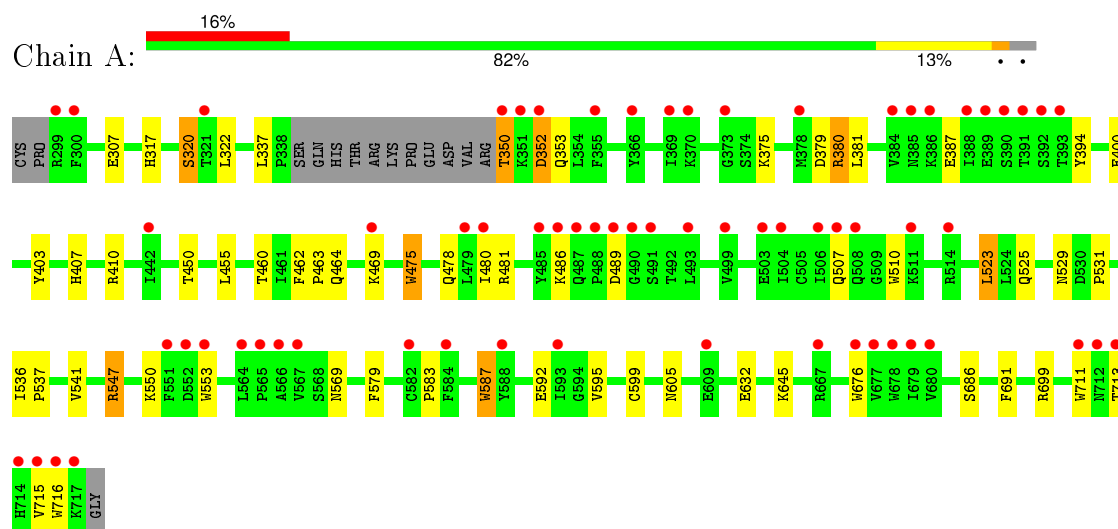 16%
Chain A:
82% 13% • •
CYS PRO R299 F300 E307 H317 S320 T321 L322 L337 P338 SER GLN HIS THR ARG LYS PRO GLU ASP VAL ARG T350 K351 D352 Q353 L354 F355 Y366 I369 K370 G373 S374 K375 M378 D379 R380 L381 V384 N385 K386 E387 I388 E389 S390 T391 S392 T393 Y394
Y403 H407 R410 I442 T450 L455 T460 I461 F462 P463 Q464 K469 W475 Q478 L479 I480 R481 Y485 K486 Q487 P488 D489 G490 S491 T492 L493 V499 E503 I504 C505 I506 Q507 Q508 G509 W510 K511 R514 L523 L524 Q525 N529 D530 P531
I536 P537 V541 R547 K550 F551 D552 W553 L564 P565 A566 V567 S568 N569 F579 C582 P583 F584 W587 Y588 E592 I593 G594 V595 C599 N605 E609 E632 K645 R667 W676 V677 W678 I679 V680 S686 F691 R699 W711 N712 T713
H714 V715 W716 K717 GLY